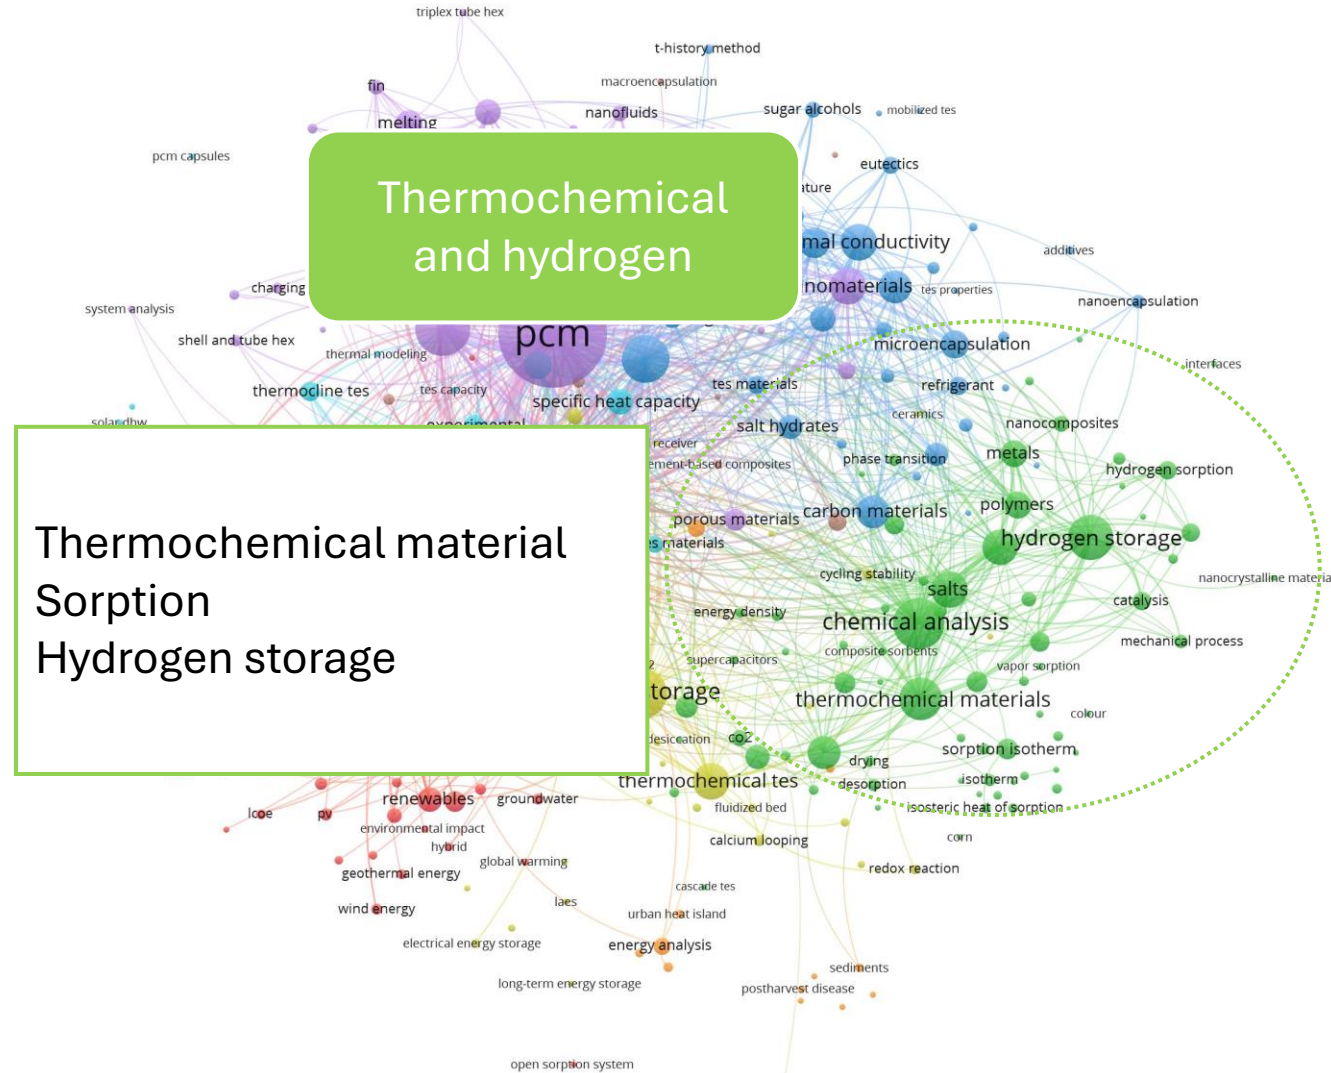 triplex tube hex
t-history method
macroencapsulation
fin
nanofluids
sugar alcohols
mobilized tes
melting
pcm capsules
eutectics
Thermochemical
and hydrogen
ature
mal conductivity
additives
charging
nomaterials
tes properties
nanoencapsulation
system analysis
shell and tube hex
pcm
microencapsulation
thermal modeling
interfaces
thermocline tes
tes capacity
specific heat capacity
tes materials
refrigerant
solar dhw
experimental
salt hydrates
ceramics
nanocomposites
receiver
ement-based composites
phase transition
metals
hydrogen sorption
Thermochemical material
Sorption
Hydrogen storage
porous materials
carbon materials
polymers
es materials
hydrogen storage
cycling stability
nanocrystalline materia
salts
energy density
chemical analysis
catalysis
mechanical process
composite sorbents
supercapacitors
vapor sorption
2
torage
thermochemical materials
colour
desiccation
co2
sorption isotherm
drying
thermochemical tes
desorption
isotherm
renewables
groundwater
fluidized bed
isosteric heat of sorption
lcoe
pv
environmental impact
calcium looping
corn
hybrid
global warming
redox reaction
geothermal energy
cascade tes
wind energy
laes
urban heat island
electrical energy storage
energy analysis
sediments
long-term energy storage
postharvest disease
open sorption system